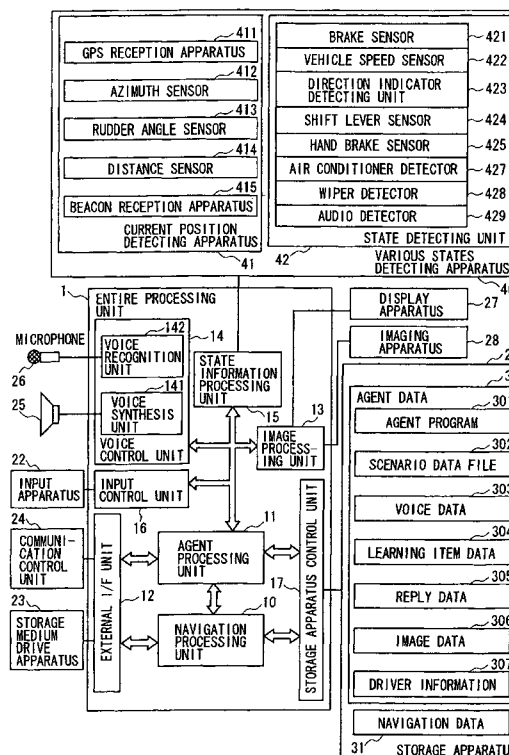 411
GPS RECEPTION APPARATUS
412
AZIMUTH SENSOR
413
RUDDER ANGLE SENSOR
414
DISTANCE SENSOR
415
BEACON RECEPTION APPARATUS
CURRENT POSITION
DETECTING APPARATUS
41
BRAKE SENSOR
421
VEHICLE SPEED SENSOR
422
DIRECTION INDICATOR
DETECTING UNIT
423
SHIFT LEVER SENSOR
424
HAND BRAKE SENSOR
425
AIR CONDITIONER DETECTOR
427
WIPER DETECTOR
428
AUDIO DETECTOR
429
STATE DETECTING UNIT
42
VARIOUS STATES
DETECTING APPARATUS
1
ENTIRE PROCESSING
UNIT
142
14
VOICE
RECOGNITION
UNIT
MICROPHONE
26
141
VOICE
SYNTHESIS UNIT
25
VOICE CONTROL UNIT
STATE INFORMATION
PROCESSING
UNIT
15
13
IMAGE PROCESS-
ING UNIT
DISPLAY
APPARATUS
27
IMAGING
APPARATUS
28
22
INPUT APPARATUS
INPUT CONTROL
UNIT
16
24
COMMUNI-
CATION
CONTROL
UNIT
23
STORAGE
MEDIUM
DRIVE APPARATUS
EXTERNAL I/F UNIT
12
11
AGENT PROCESSING
UNIT
10
NAVIGATION PROCESSING
UNIT
17
STORAGE APPARATUS CONTROL UNIT
AGENT DATA
301
AGENT PROGRAM
302
SCENARIO DATA FILE
303
VOICE DATA
304
LEARNING ITEM DATA
305
REPLY DATA
306
IMAGE DATA
307
DRIVER INFORMATION
NAVIGATION DATA
31
STORAGE APPARATUS